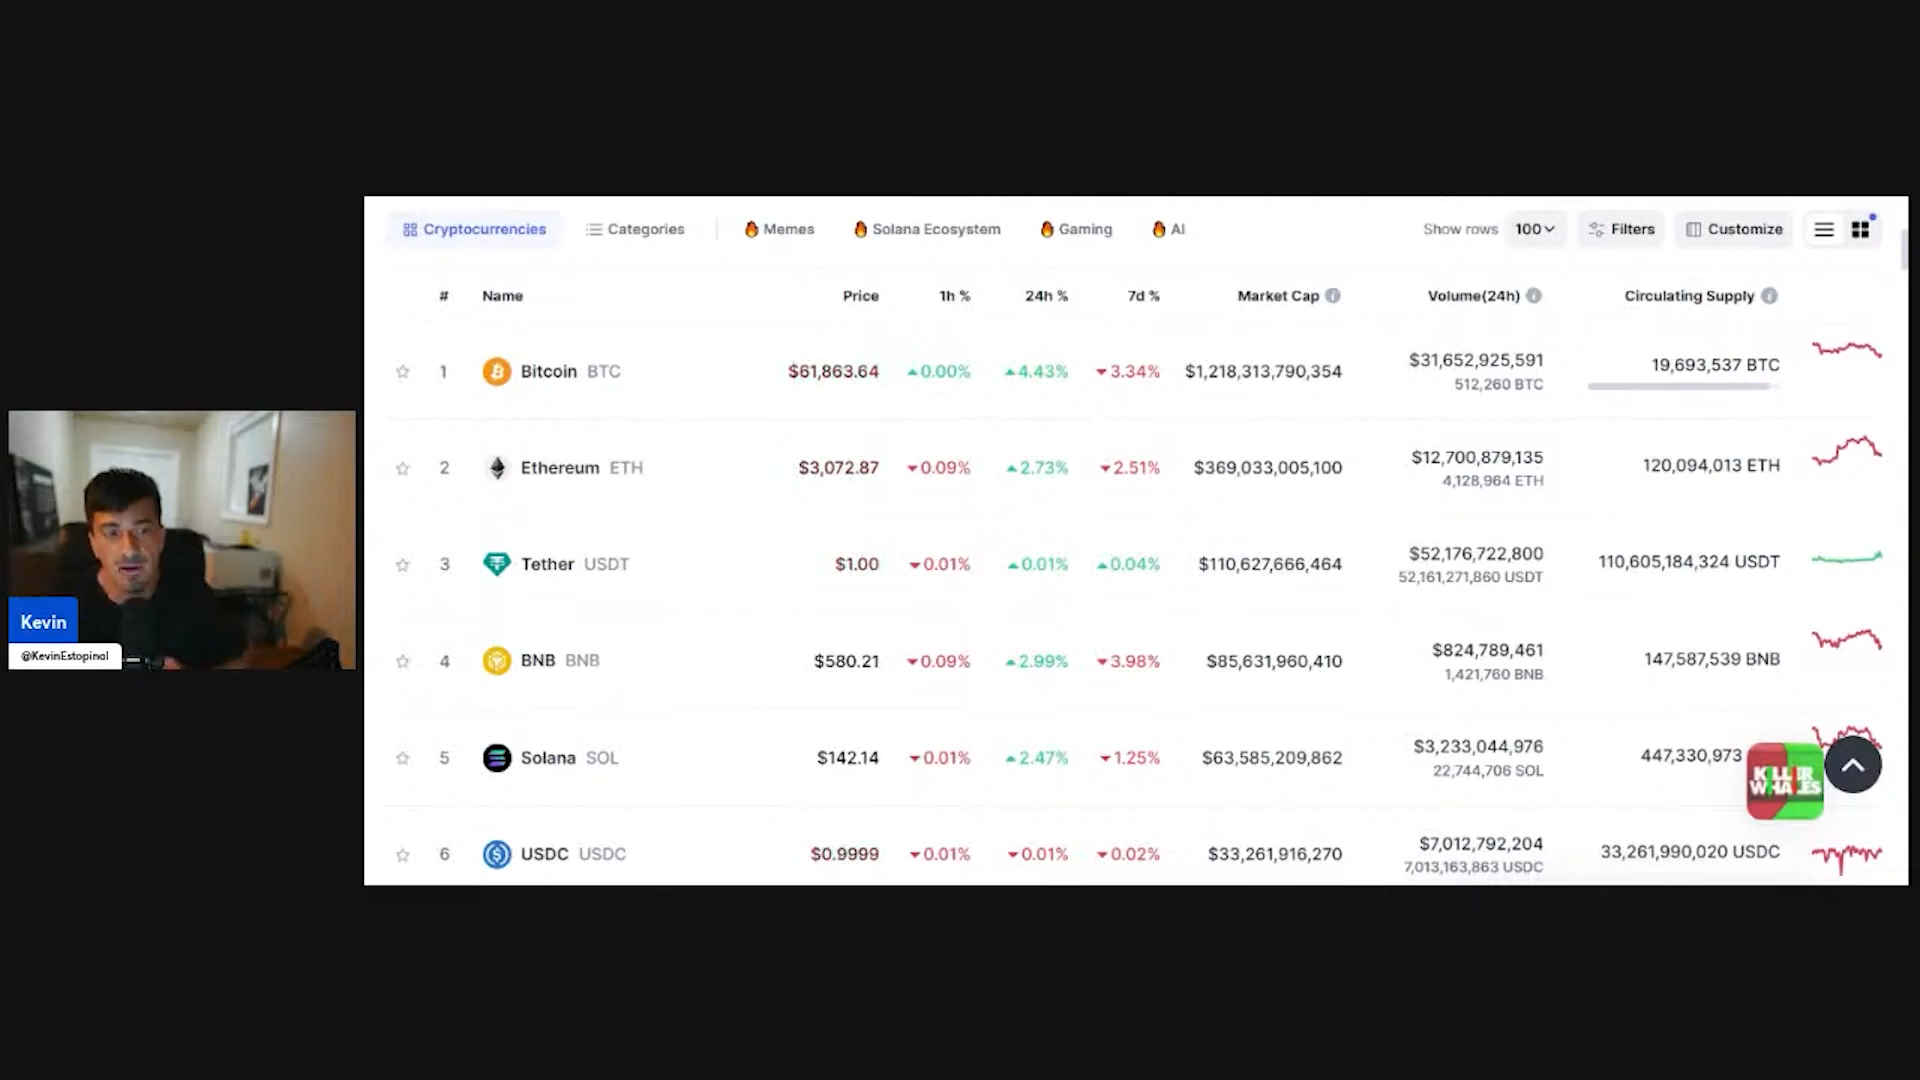 Cryptocurrencies Categories Memes Solana Ecosystem Gaming AI Show rows 100 Filters Customize
# Name Price 1h % 24h % 7d % Market Cap Volume(24h) Circulating Supply
1 Bitcoin BTC $61,863.64 0.00% 4.43% 3.34% $1,218,313,790,354 $31,652,925,591 19,693,537 BTC
512,260 BTC
2 Ethereum ETH $3,072.87 0.09% 2.73% 2.51% $369,033,005,100 $12,700,879,135 120,094,013 ETH
4,128,964 ETH
3 Tether USDT $1.00 0.01% 0.01% 0.04% $110,627,666,464 $52,176,722,800 110,605,184,324 USDT
52,161,271,860 USDT
4 BNB BNB $580.21 0.09% 2.99% 3.98% $85,631,960,410 $824,789,461 147,587,539 BNB
1,421,760 BNB
5 Solana SOL $142.14 0.01% 2.47% 1.25% $63,585,209,862 $3,233,044,976 447,330,973
22,744,706 SOL
KILLER
WHALES
6 USDC USDC $0.9999 0.01% 0.01% 0.02% $33,261,916,270 $7,012,792,204 33,261,990,020 USDC
7,013,163,863 USDC
Kevin
@KevinEstopinal